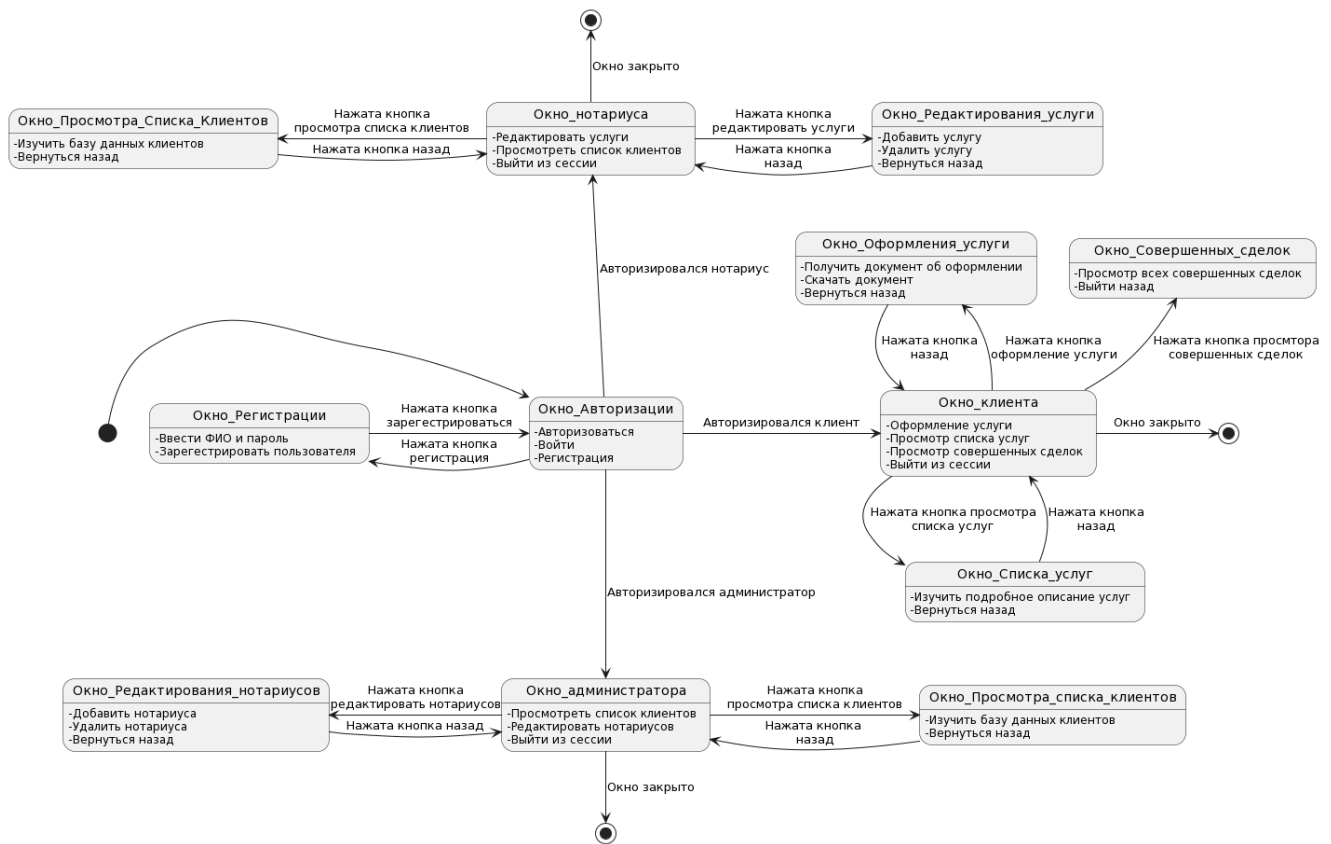 Окно закрыто
Окно_Просмотра_Списка_Клиентов
-Изучить базу данных клиентов
-Вернуться назад
Нажата кнопка
просмотра списка клиентов
Нажата кнопка назад
Окно_нотариуса
-Редактировать услуги
-Просмотреть список клиентов
-Выйти из сессии
Нажата кнопка
редактировать услуги
Нажата кнопка
назад
Окно_Редактирования_услуги
-Добавить услугу
-Удалить услугу
-Вернуться назад
Авторизировался нотариус
Окно_Оформления_услуги
-Получить документ об оформлении
-Скачать документ
-Вернуться назад
Окно_Совершенных_сделок
-Просмотр всех совершенных сделок
-Выйти назад
Нажата кнопка
назад
Нажата кнопка
оформление услуги
Нажата кнопка просмтора
совершенных сделок
Окно_Регистрации
-Ввести ФИО и пароль
-Зарегестрировать пользователя
Нажата кнопка
зарегестрироваться
Нажата кнопка
регистрация
Окно_Авторизации
-Авторизоваться
-Войти
-Регистрация
Авторизировался клиент
Окно_клиента
-Оформление услуги
-Просмотр списка услуг
-Просмотр совершенных сделок
-Выйти из сессии
Окно закрыто
Нажата кнопка просмотра
списка услуг
Нажата кнопка
назад
Окно_Списка_услуг
-Изучить подробное описание услуг
-Вернуться назад
Авторизировался администратор
Окно_Редактирования_нотариусов
-Добавить нотариуса
-Удалить нотариуса
-Вернуться назад
Нажата кнопка
редактировать нотариусов
Нажата кнопка назад
Окно_администратора
-Просмотреть список клиентов
-Редактировать нотариусов
-Выйти из сессии
Нажата кнопка
просмотра списка клиентов
Нажата кнопка
назад
Окно_Просмотра_списка_клиентов
-Изучить базу данных клиентов
-Вернуться назад
Окно закрыто